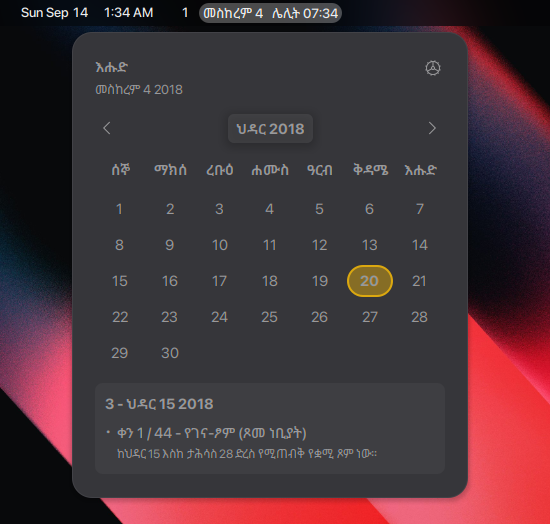 Sun Sep 14 1:34 AM 1 መስከረም 4 ሌሊት 07:34
እሑድ
መስከረም 4 2018
ህዳር 2018
ሰኞ ማክሰ ረቡዕ ሐሙስ ዓርብ ቅዳሜ እሑድ
1 2 3 4 5 6 7
8 9 10 11 12 13 14
15 16 17 18 19 20 21
22 23 24 25 26 27 28
29 30
3 - ህዳር 15 2018
· ቀን 1 / 44 - የገና-ፆም (ጾመ ነቢያት)
ከህዳር 15 እስከ ታሕሳስ 28 ድረስ የሚጠብቅ የቋሚ ጾም ነው።